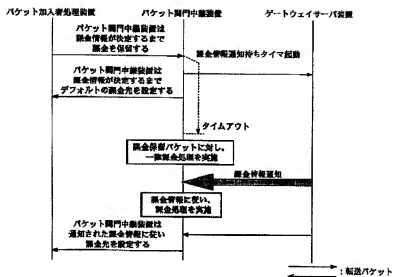 パケット加入者処理装置
パケット関門中継装置
ゲートウェイサーバ装置
パケット関門中継装置は
課金情報が決定するまで
課金を保留する
課金情報通知待ちタイマ起動
パケット関門中継装置は
課金情報が決定するまで
デフォルトの課金先を設定する
タイムアウト
課金保留パケットに対し、
一律課金処理を実施
課金情報通知
課金情報に従い、
課金処理を実施
パケット関門中継装置は
通知された課金情報に従い
課金先を設定する
：転送パケット